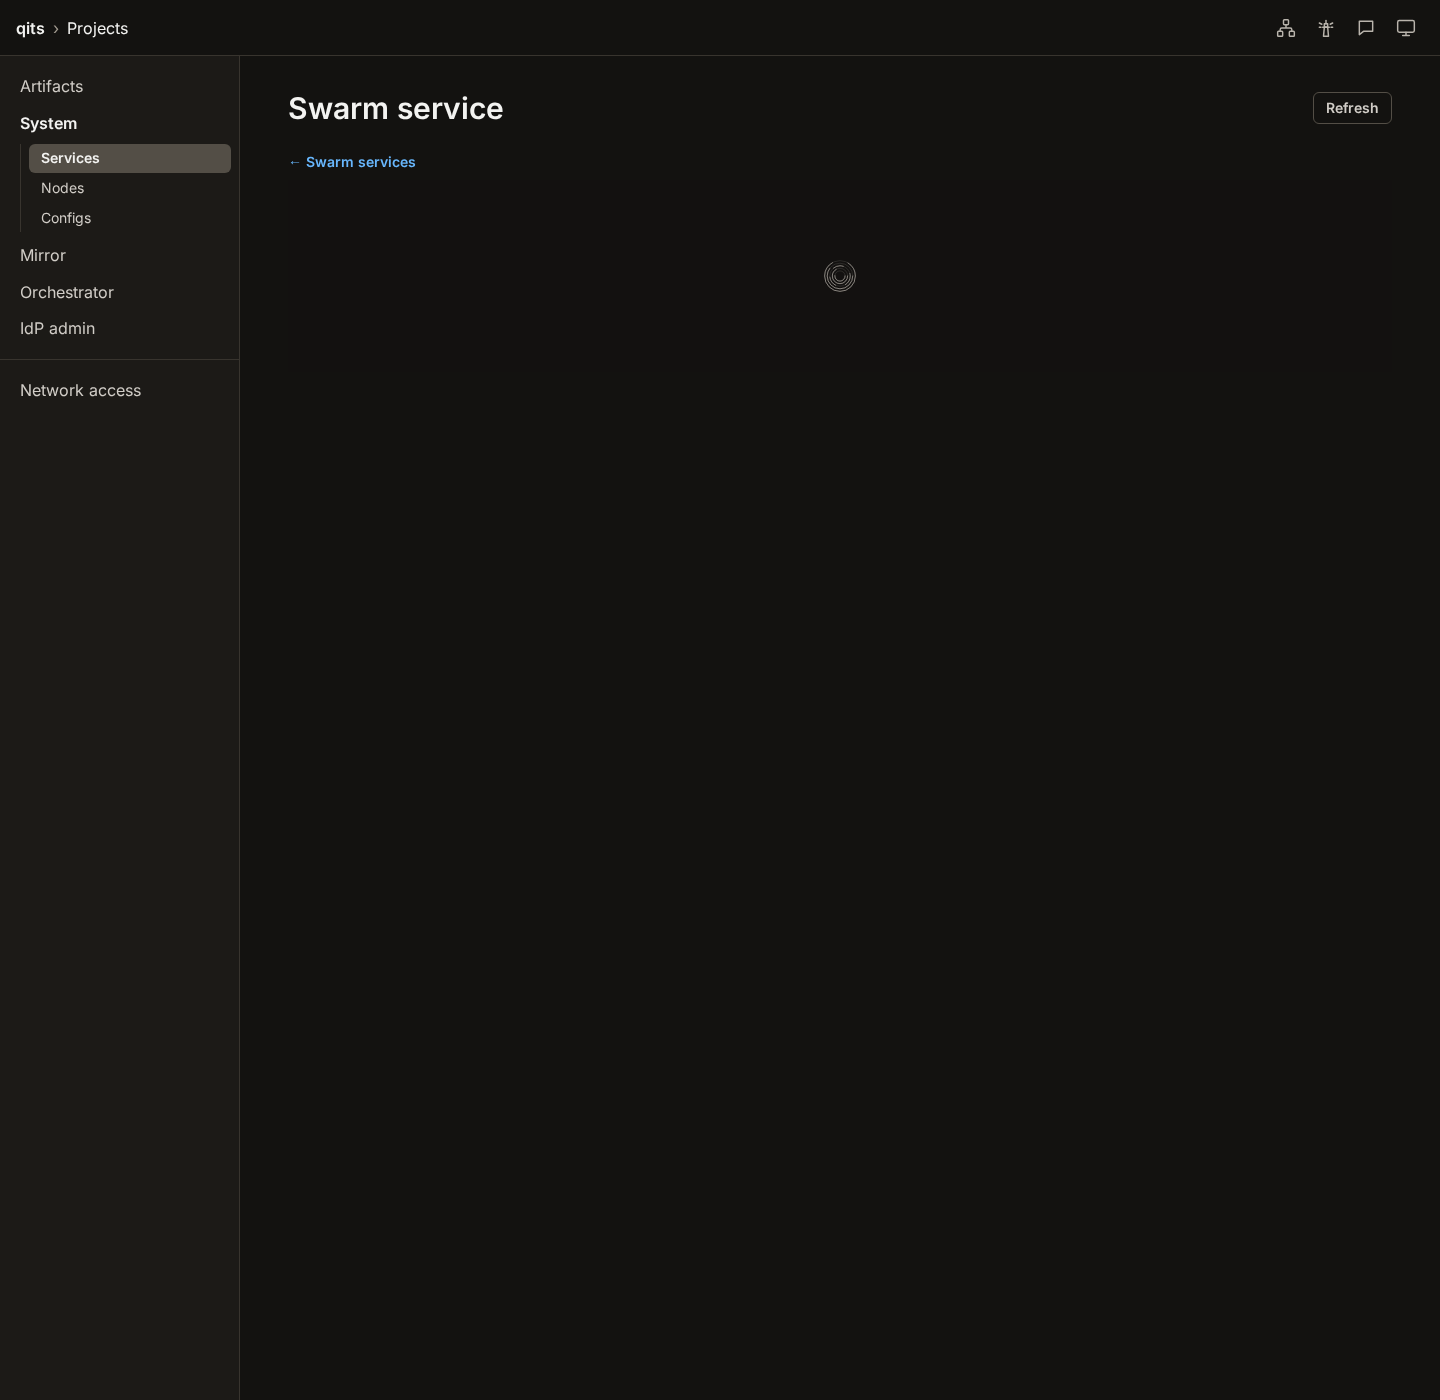 qits › Projects
Artifacts
System
Services
Nodes
Configs
Mirror
Orchestrator
IdP admin
Network access
Swarm service
Refresh
← Swarm services